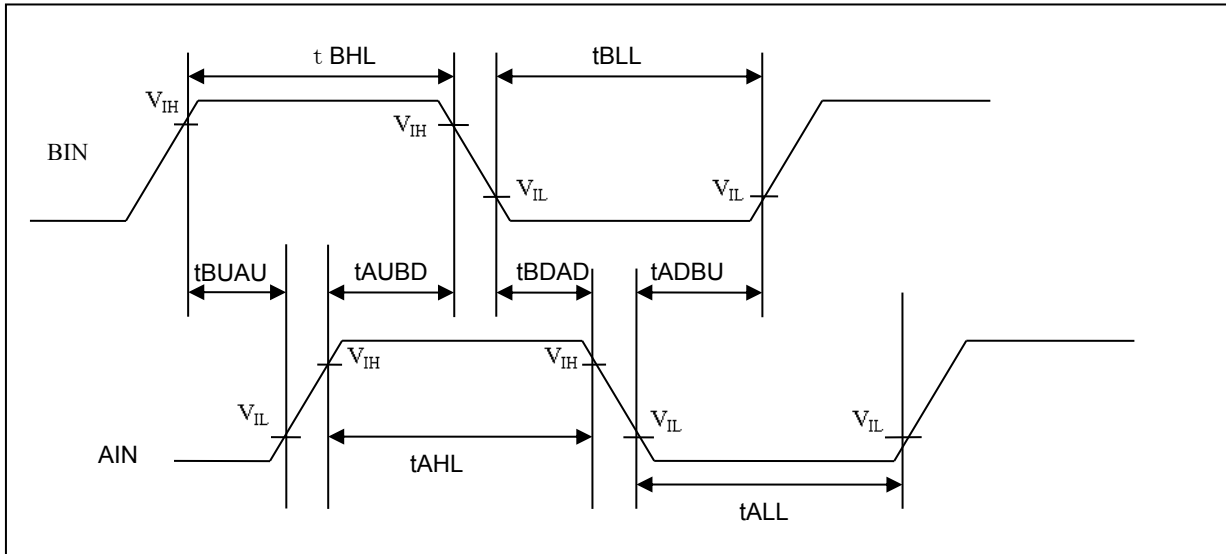 t BHL
tBLL
VIH
VIH
BIN
VIL
VIL
tBUAU
tAUBD
tBDAD
tADBU
VIH
VIH
VIL
VIL
VIL
AIN
tAHL
tALL